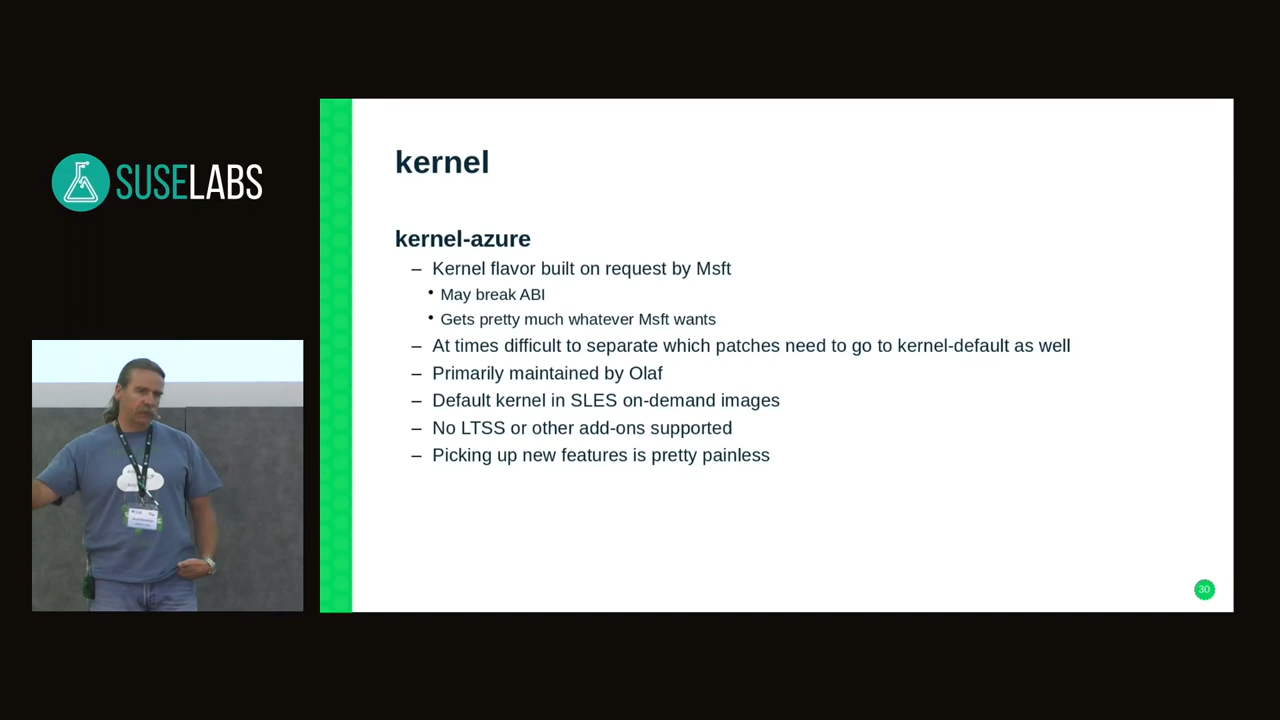 SUSELABS
kernel
kernel-azure
– Kernel flavor built on request by Msft
• May break ABI
• Gets pretty much whatever Msft wants
– At times difficult to separate which patches need to go to kernel-default as well
– Primarily maintained by Olaf
– Default kernel in SLES on-demand images
– No LTSS or other add-ons supported
– Picking up new features is pretty painless
30